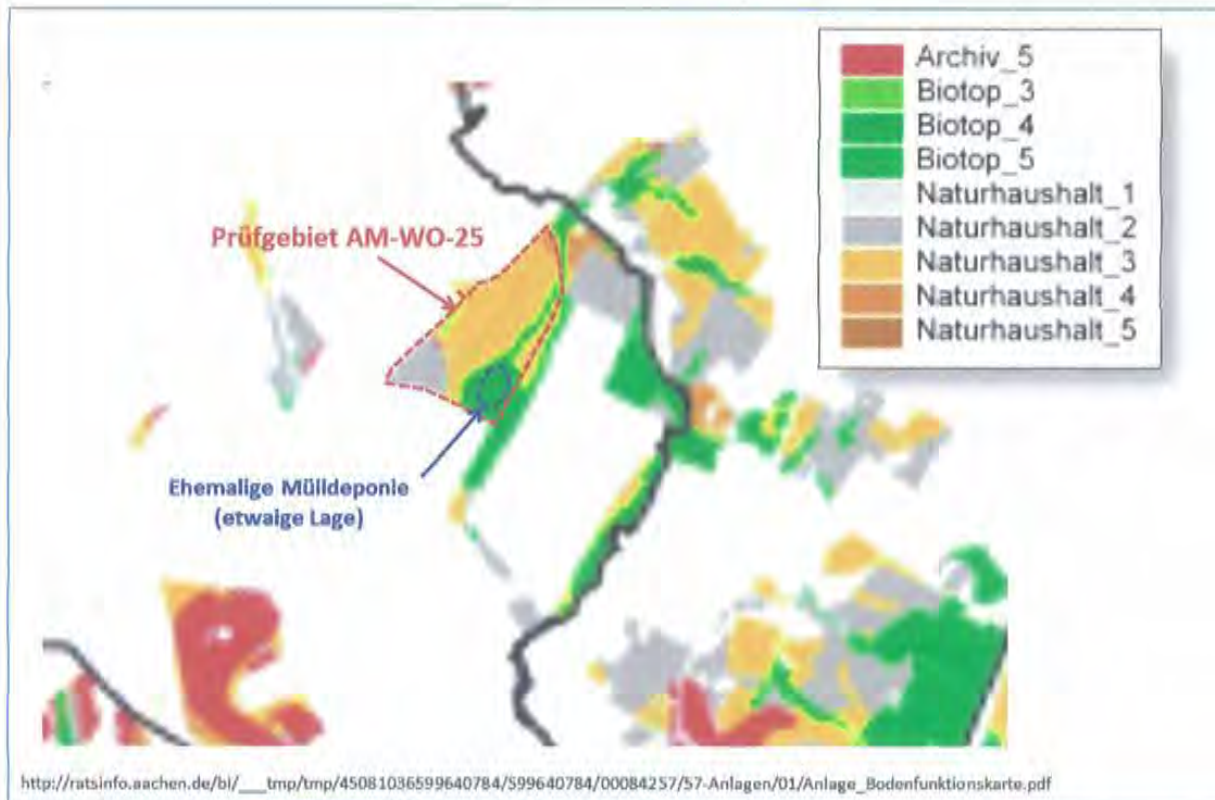 Archiv_5
Biotop_3
Biotop_4
Biotop_5
Naturhaushalt_1
Naturhaushalt_2
Naturhaushalt_3
Naturhaushalt_4
Naturhaushalt_5
Prüfgebiet AM-WO-25
Ehemalige Mülldeponie
(etwaige Lage)
http://ratsinfo.aachen.de/bi/___tmp/tmp/45081036599640784/599640784/00084257/57-Anlagen/01/Anlage_Bodenfunktionskarte.pdf